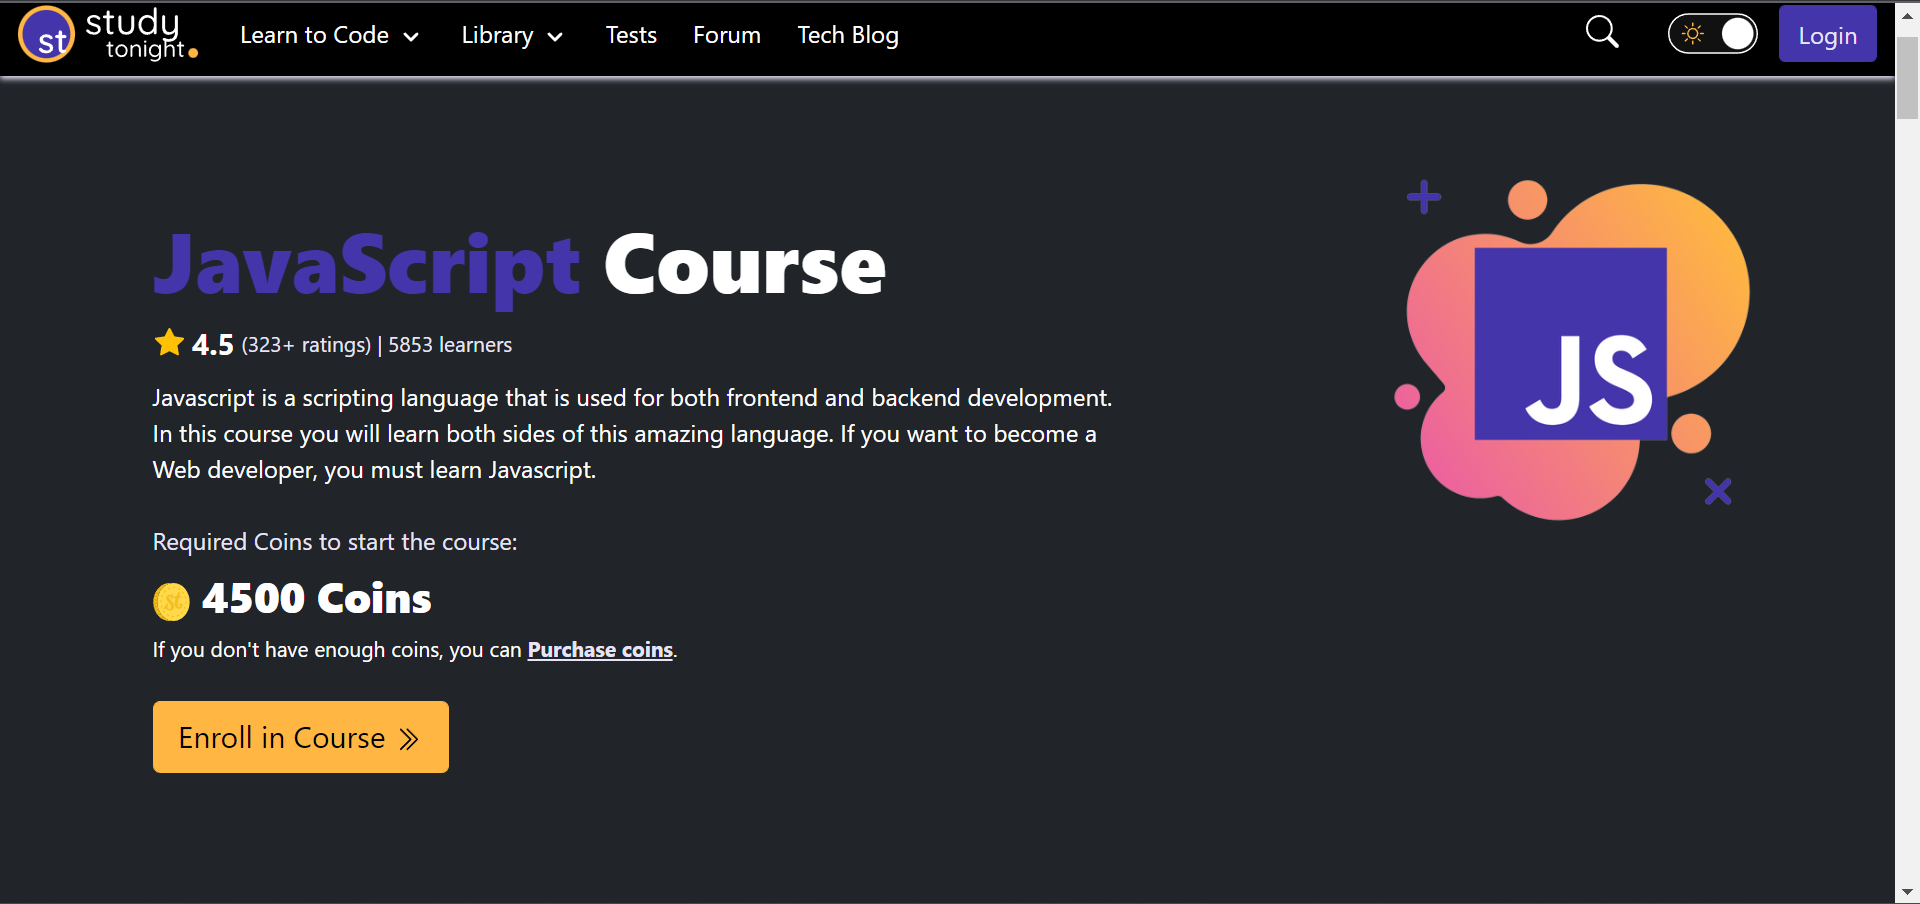 st study tonight.
Learn to Code
Library
Tests
Forum
Tech Blog
Login
JavaScript Course
4.5 (323+ ratings) | 5853 learners
Javascript is a scripting language that is used for both frontend and backend development.
In this course you will learn both sides of this amazing language. If you want to become a
Web developer, you must learn Javascript.
JS
Required Coins to start the course:
st 4500 Coins
If you don't have enough coins, you can Purchase coins.
Enroll in Course